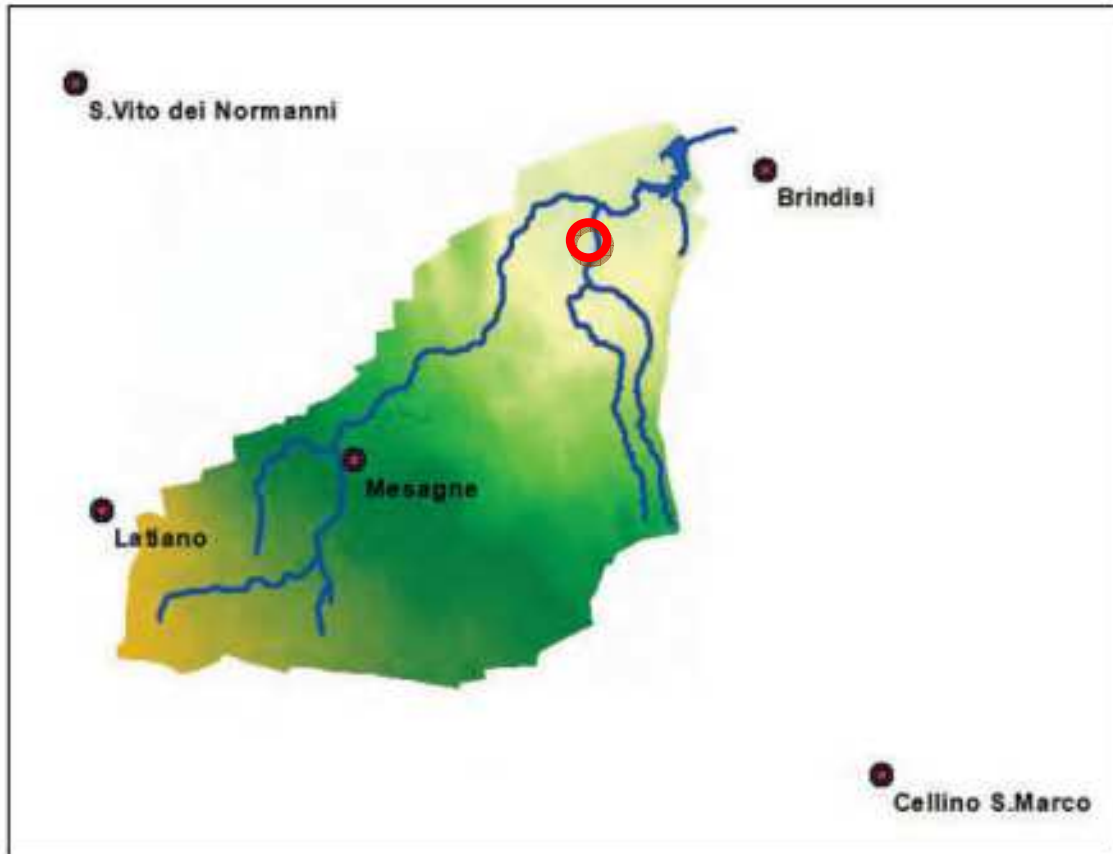 S.Vito dei Normanni
Brindisi
Mesagne
Latiano
Cellino S.Marco